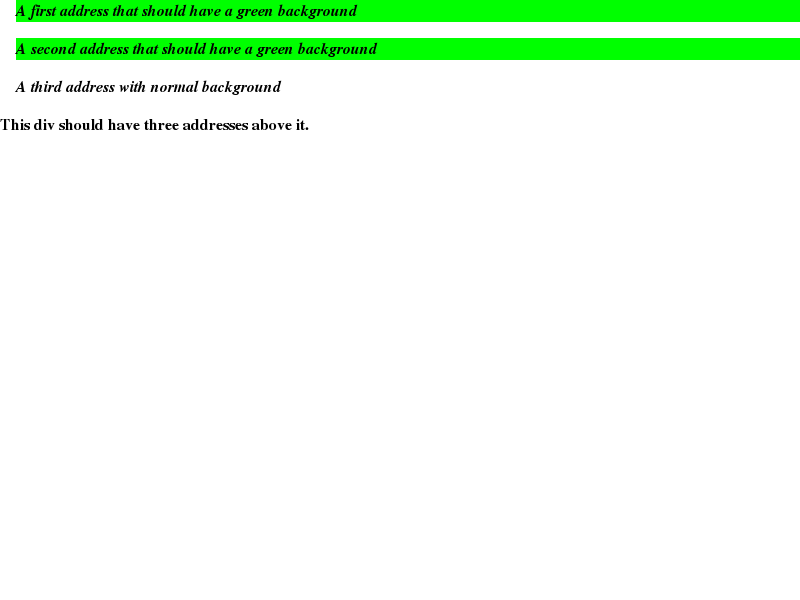 A first address that should have a green background
A second address that should have a green background
A third address with normal background
This div should have three addresses above it.